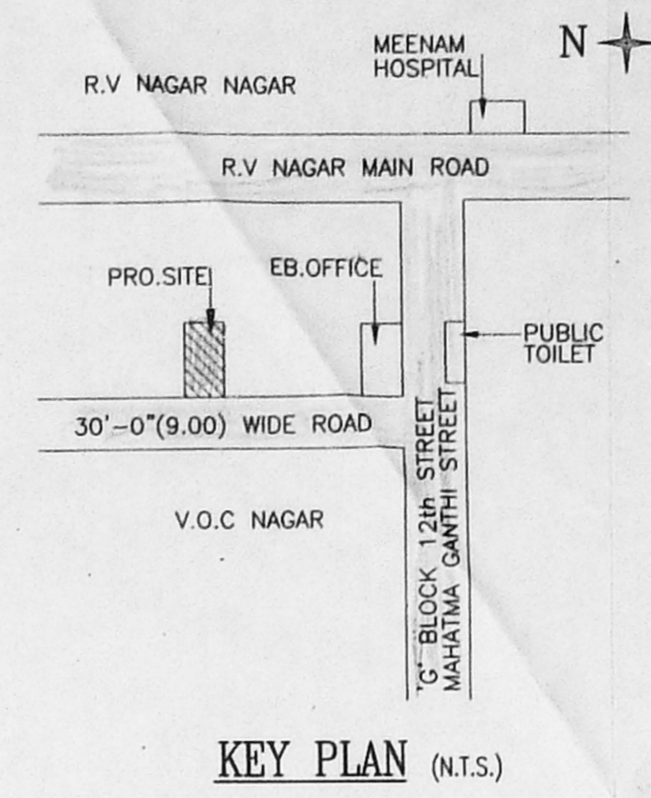 MEENAM
HOSPITAL
N
R.V NAGAR NAGAR
R.V NAGAR MAIN ROAD
PRO.SITE
EB.OFFICE
PUBLIC
TOILET
30'-0"(9.00) WIDE ROAD
V.O.C NAGAR
'G' BLOCK 12th STREET
MAHATMA GANTHI STREET
KEY PLAN (N.T.S.)